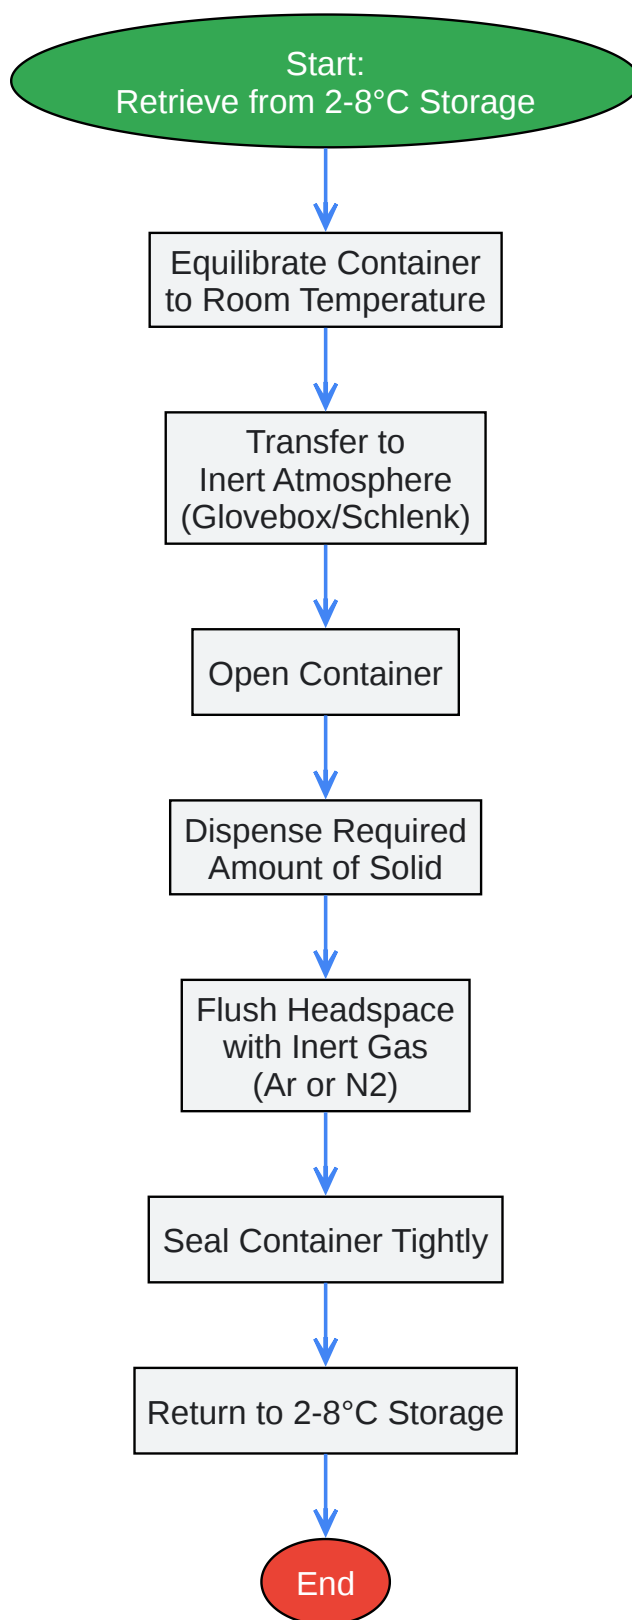 Start:
Retrieve from 2-8°C Storage
Equilibrate Container
to Room Temperature
Transfer to
Inert Atmosphere
(Glovebox/Schlenk)
Open Container
Dispense Required
Amount of Solid
Flush Headspace
with Inert Gas
(Ar or N2)
Seal Container Tightly
Return to 2-8°C Storage
End